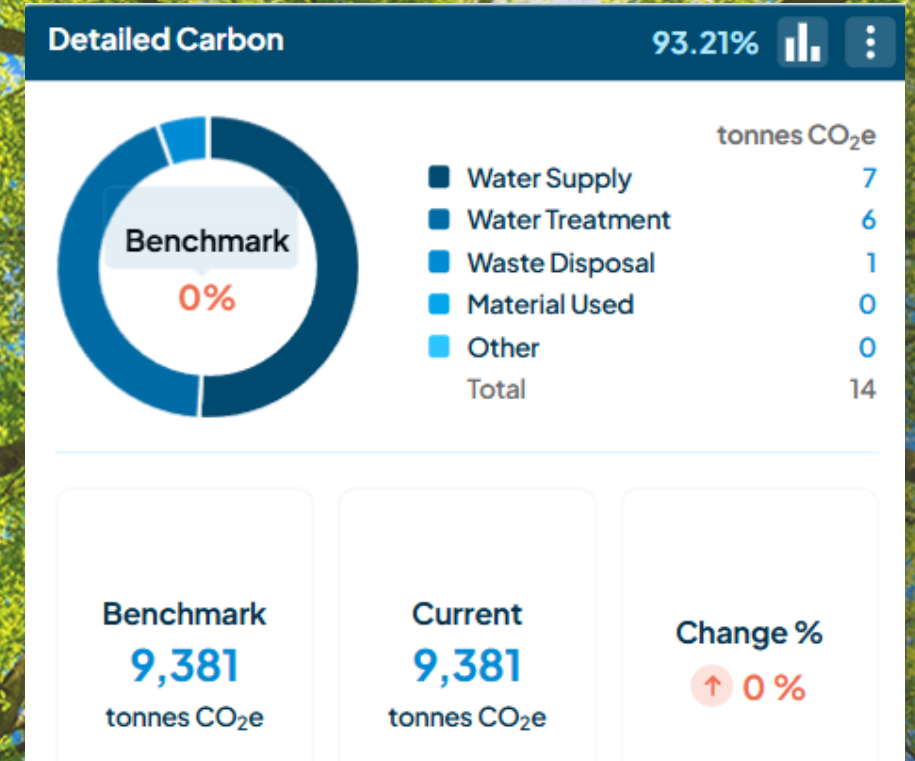 Detailed Carbon 93.21%
tonnes CO₂e
Water Supply 7
Water Treatment 6
Waste Disposal 1
Material Used 0
Other 0
Total 14
Benchmark
0%
Benchmark Current Change %
9,381 9,381 ↑ 0 %
tonnes CO₂e tonnes CO₂e